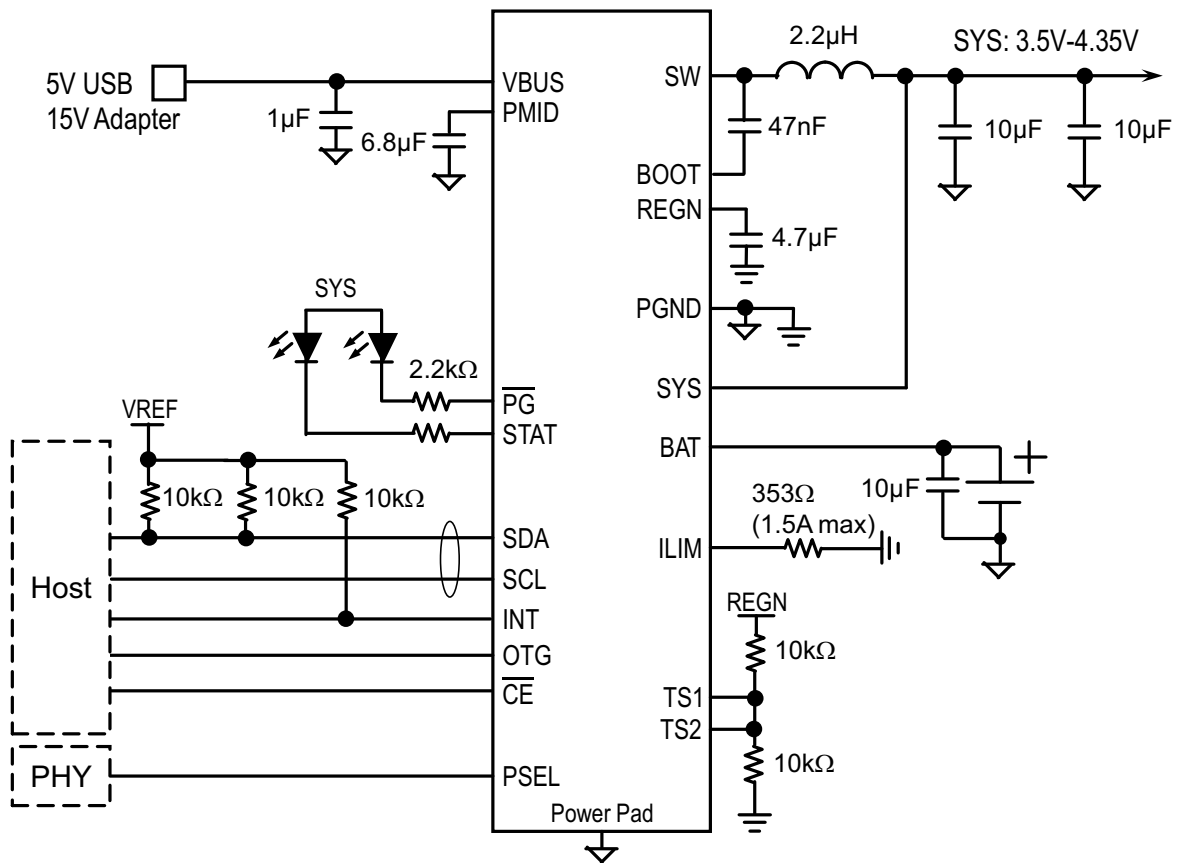 5V USB
15V Adapter
1µF
6.8µF
VBUS
PMID
SW
2.2µH
SYS: 3.5V-4.35V
47nF
10µF
10µF
BOOT
REGN
4.7µF
PGND
SYS
SYS
2.2kΩ
PG
STAT
VREF
10kΩ
10kΩ
10kΩ
BAT
10µF
353Ω
(1.5A max)
ILIM
Host
SDA
SCL
INT
OTG
CE
REGN
10kΩ
TS1
TS2
10kΩ
PHY
PSEL
Power Pad